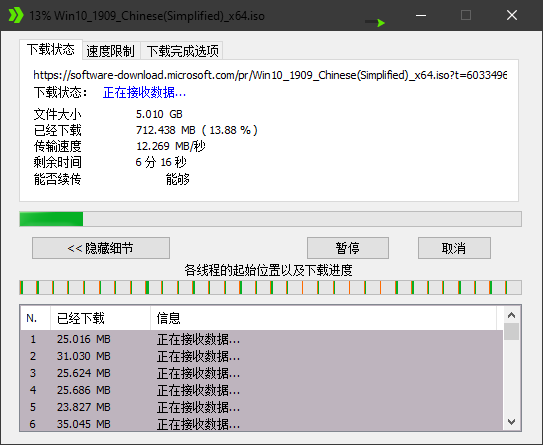 13% Win10_1909_Chinese(Simplified)_x64.iso
下载状态 速度限制 下载完成选项
https://software-download.microsoft.com/pr/Win10_1909_Chinese(Simplified)_x64.iso?t=6033496
下载状态： 正在接收数据...
文件大小 5.010 GB
已经下载 712.438 MB ( 13.88 % )
传输速度 12.269 MB/秒
剩余时间 6 分 16 秒
能否续传 能够
<< 隐藏细节 暂停 取消
各线程的起始位置以及下载进度
N. 已经下载 信息
1 25.016 MB 正在接收数据...
2 31.030 MB 正在接收数据...
3 25.624 MB 正在接收数据...
4 25.686 MB 正在接收数据...
5 23.827 MB 正在接收数据...
6 35.045 MB 正在接收数据...